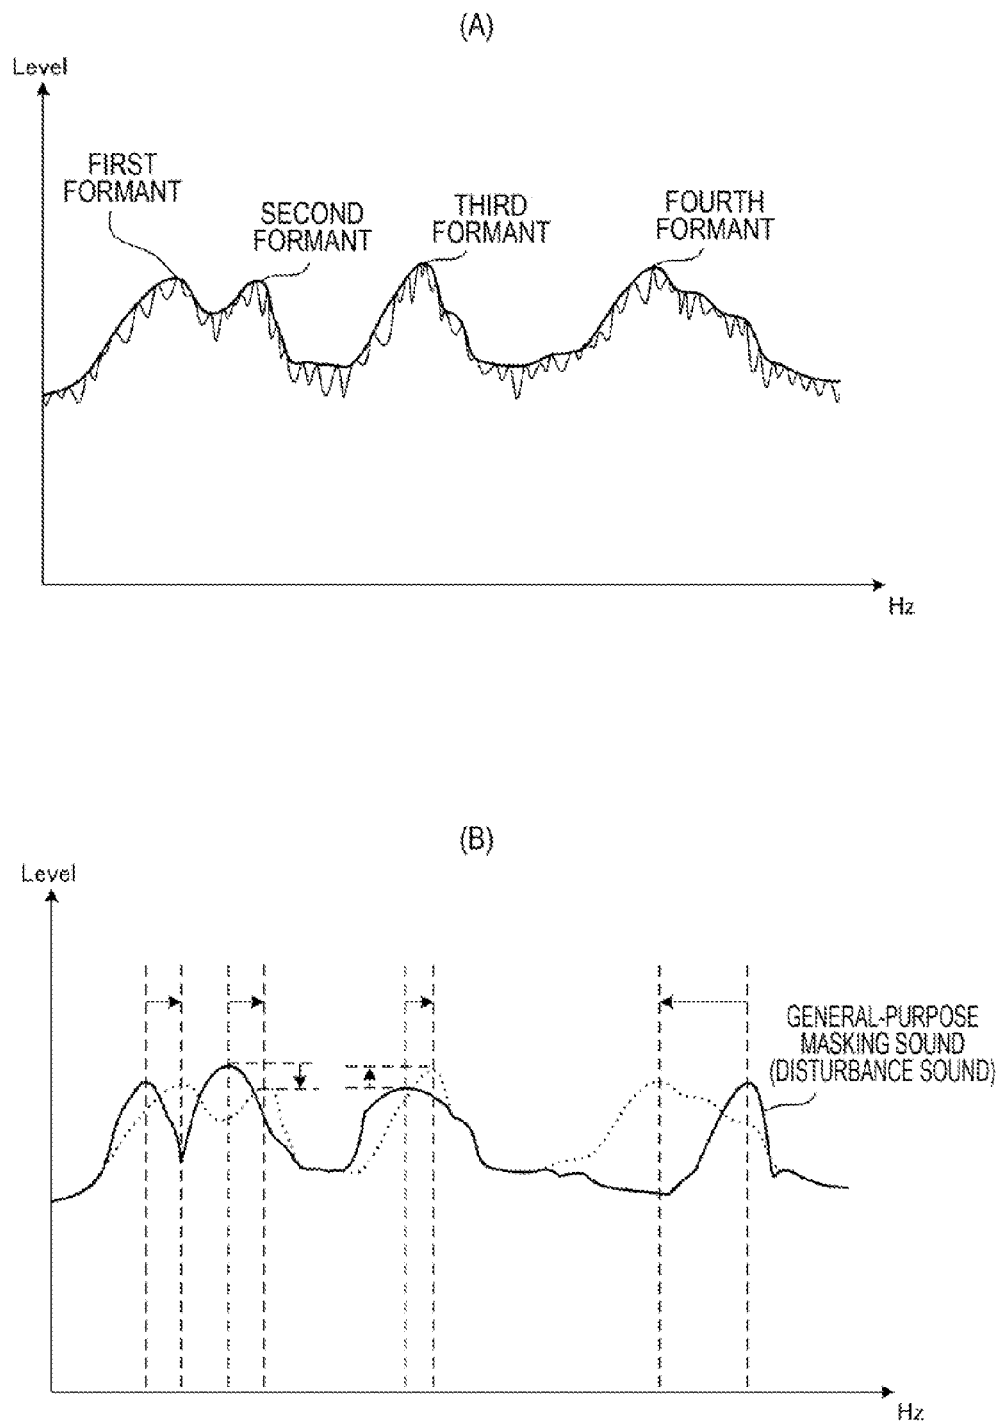 (A)
Level
FIRST
FORMANT
SECOND
FORMANT
THIRD
FORMANT
FOURTH
FORMANT
Hz
(B)
Level
GENERAL-PURPOSE
MASKING SOUND
(DISTURBANCE SOUND)
Hz